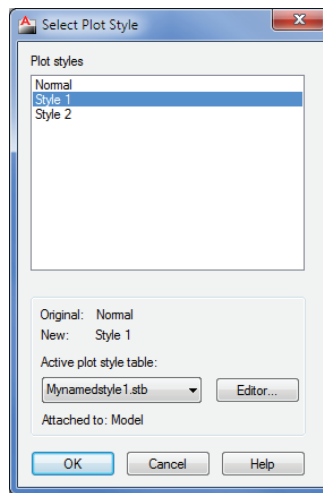 Select Plot Style
Plot styles
Normal
Style 1
Style 2
Original: Normal
New: Style 1
Active plot style table:
Mynamedstyle1.stb
Editor...
Attached to: Model
OK Cancel Help